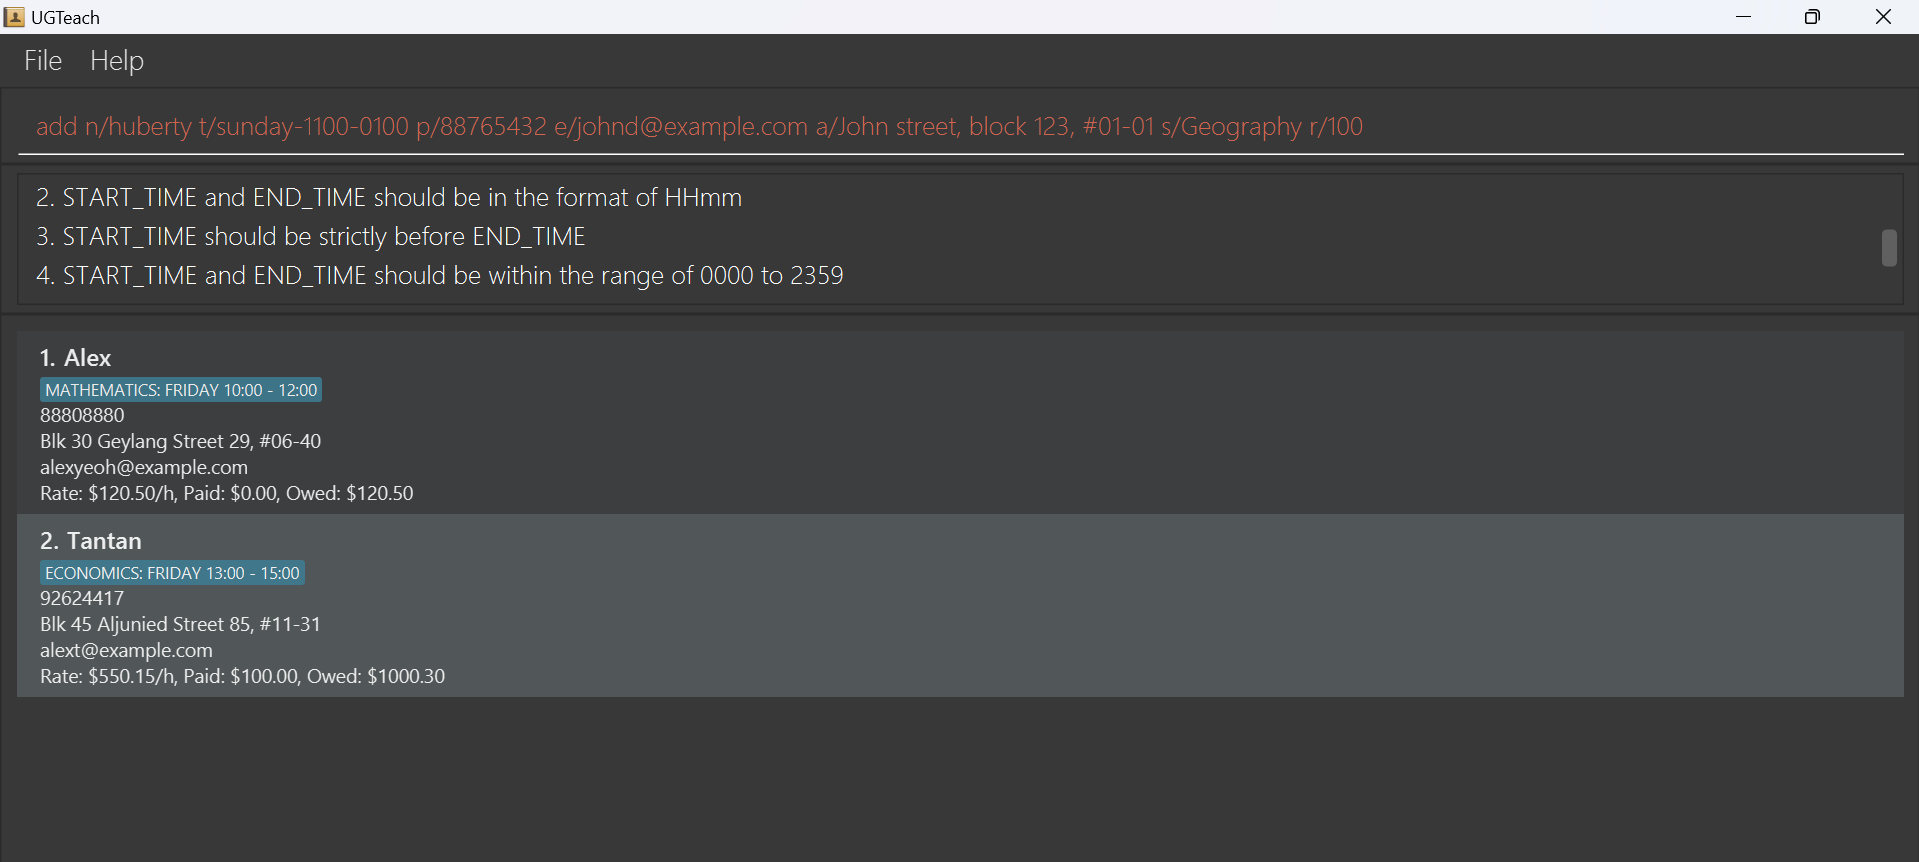 UGTeach
File Help
add n/huberty t/sunday-1100-0100 p/88765432 e/johnd@example.com a/John street, block 123, #01-01 s/Geography r/100
2. START_TIME and END_TIME should be in the format of HHmm
3. START_TIME should be strictly before END_TIME
4. START_TIME and END_TIME should be within the range of 0000 to 2359
1. Alex
MATHEMATICS: FRIDAY 10:00 - 12:00
88808880
Blk 30 Geylang Street 29, #06-40
alexyeoh@example.com
Rate: $120.50/h, Paid: $0.00, Owed: $120.50
2. Tantan
ECONOMICS: FRIDAY 13:00 - 15:00
92624417
Blk 45 Aljunied Street 85, #11-31
alext@example.com
Rate: $550.15/h, Paid: $100.00, Owed: $1000.30